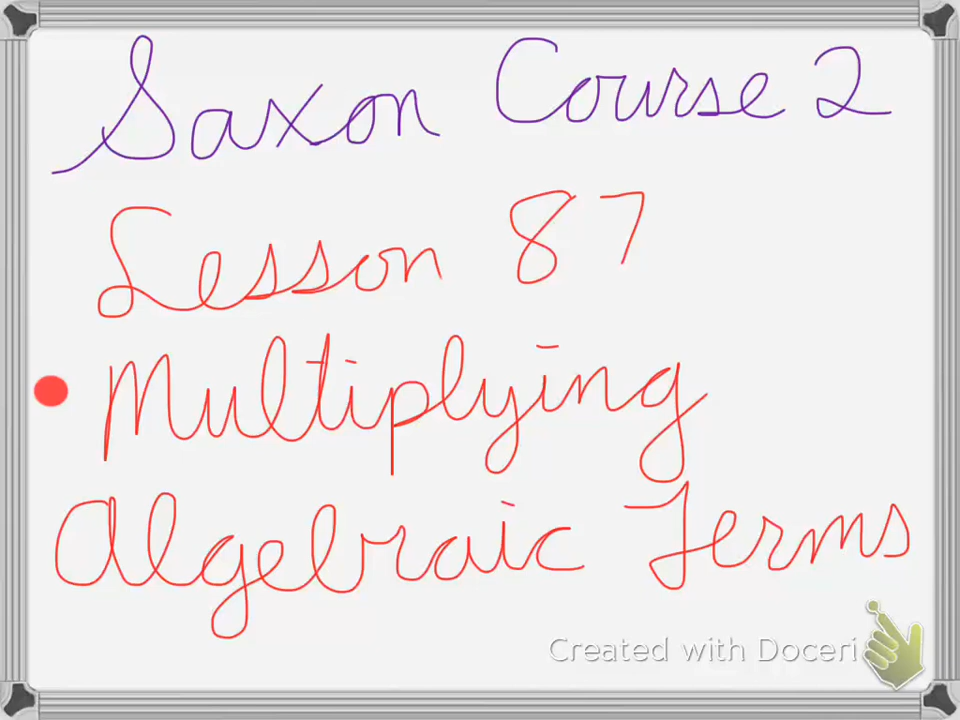 Saxon Course 2
Lesson 87
• Multiplying
Algebraic Terms
Created with Doceri